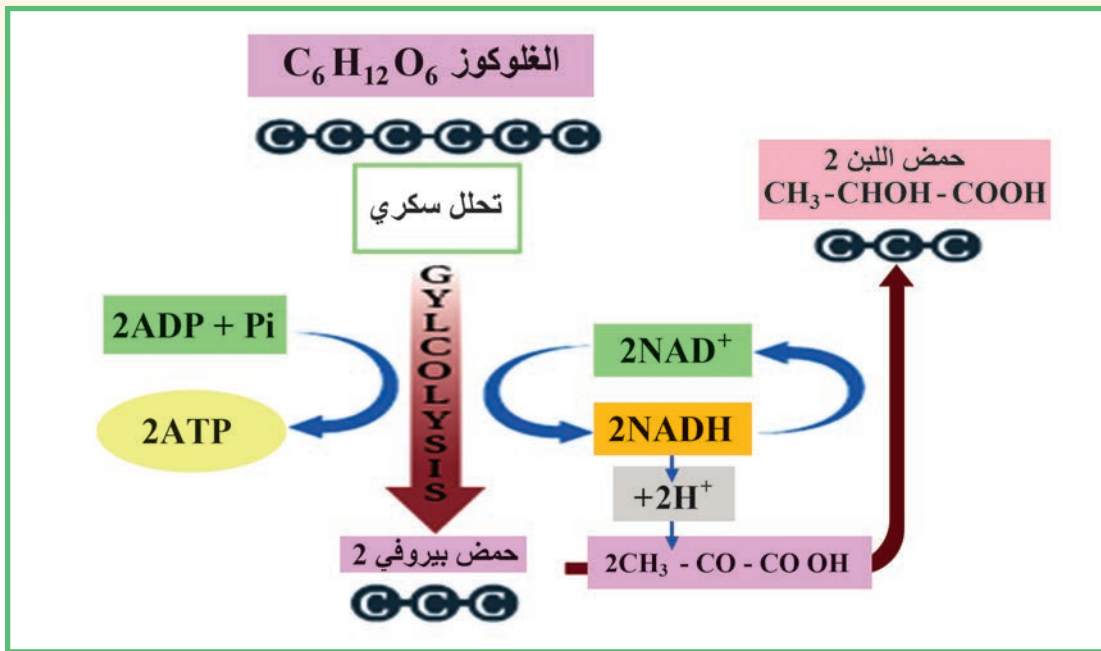 الغلوكوز C₆H₁₂O₆
C-C-C-C-C-C
تحلل سكري
GYLCOLYSIS
2ADP + Pi
2ATP
2NAD⁺
2NADH
+2H⁺
حمض بيروفي 2
C-C-C
2CH₃ - CO - CO OH
حمض اللبن 2
CH₃-CHOH-COOH
C-C-C